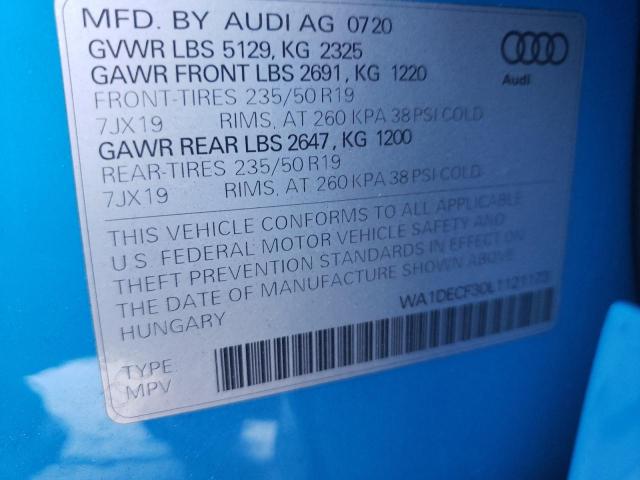 MFD. BY AUDI AG 07/20
GVWR LBS 5129, KG 2325
GAWR FRONT LBS 2691, KG 1220
FRONT-TIRES 235/50 R19
7JX19 RIMS, AT 260 KPA 38 PSI COLD
GAWR REAR LBS 2647, KG 1200
REAR-TIRES 235/50 R19
7JX19 RIMS, AT 260 KPA 38 PSI COLD
Audi
THIS VEHICLE CONFORMS TO ALL APPLICABLE
U S FEDERAL MOTOR VEHICLE SAFETY AND
THEFT PREVENTION STANDARDS IN EFFECT ON
THE DATE OF MANUFACTURE SHOWN ABOVE
HUNGARY
WA1DECF30L1121123
TYPE
MPV